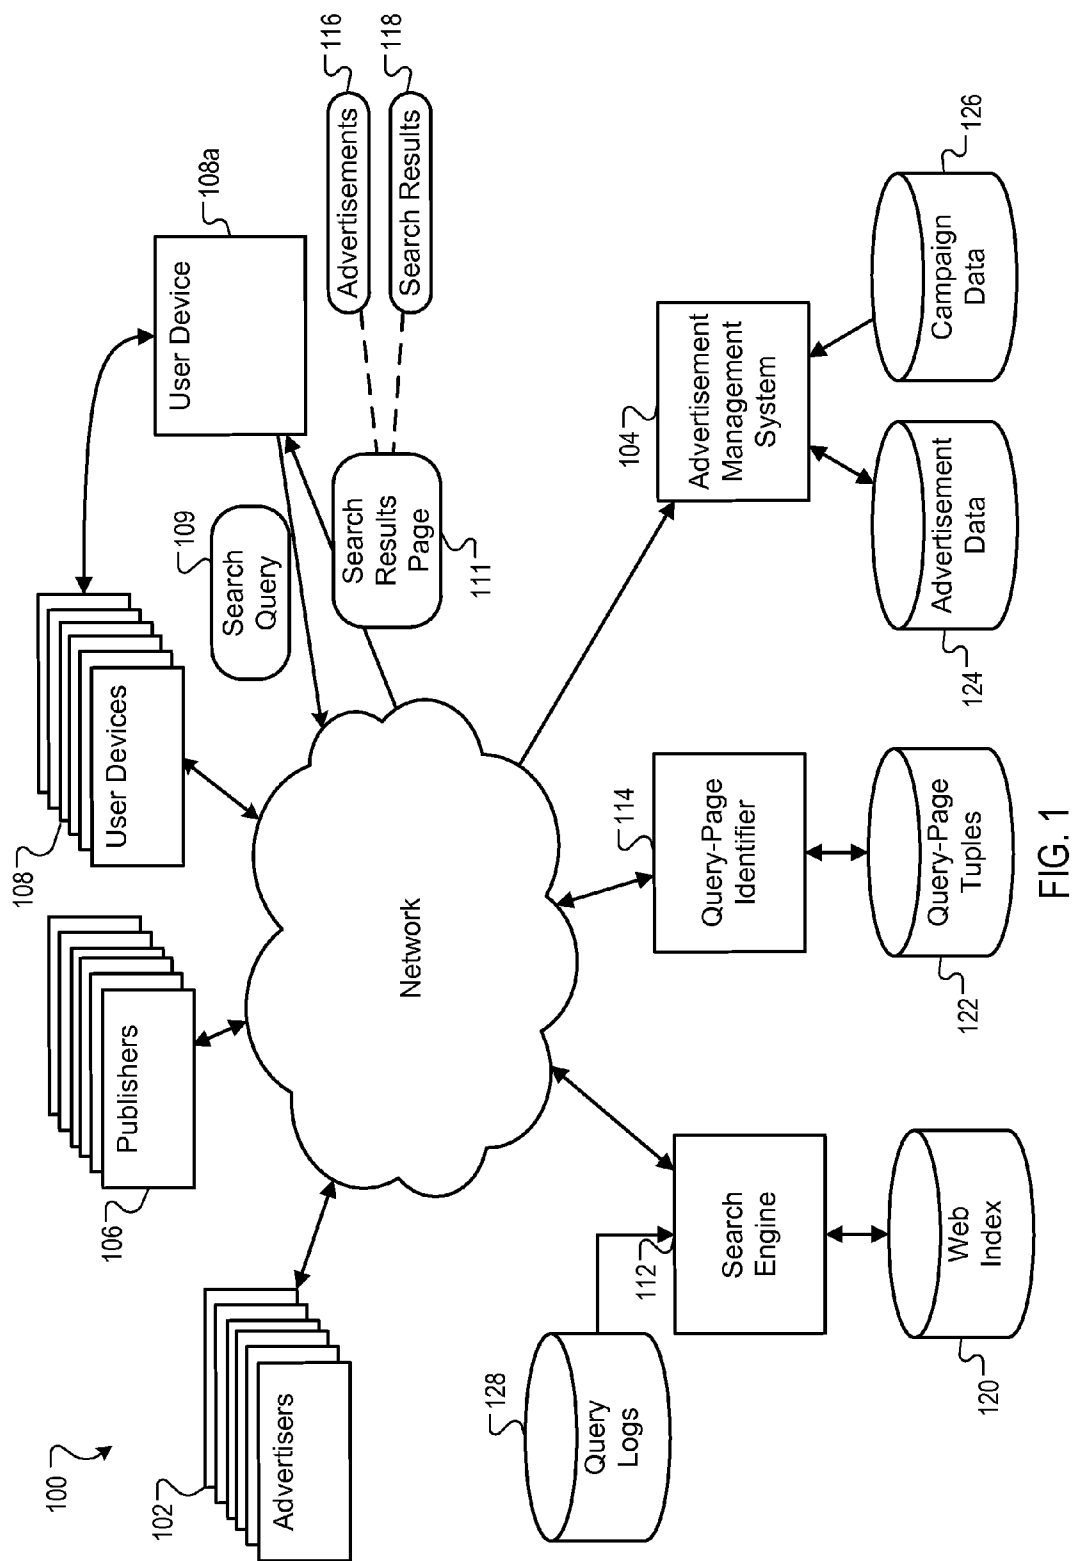 100
102
Advertisers
106
Publishers
108
User Devices
User Device
108a
109
Search
Query
Search
Results
Page
111
Advertisements
116
Search Results
118
Network
128
Query
Logs
112
Search
Engine
Web
Index
120
114
Query-Page
Identifier
Query-Page
Tuples
122
104
Advertisement
Management
System
Advertisement
Data
124
Campaign
Data
126
FIG. 1